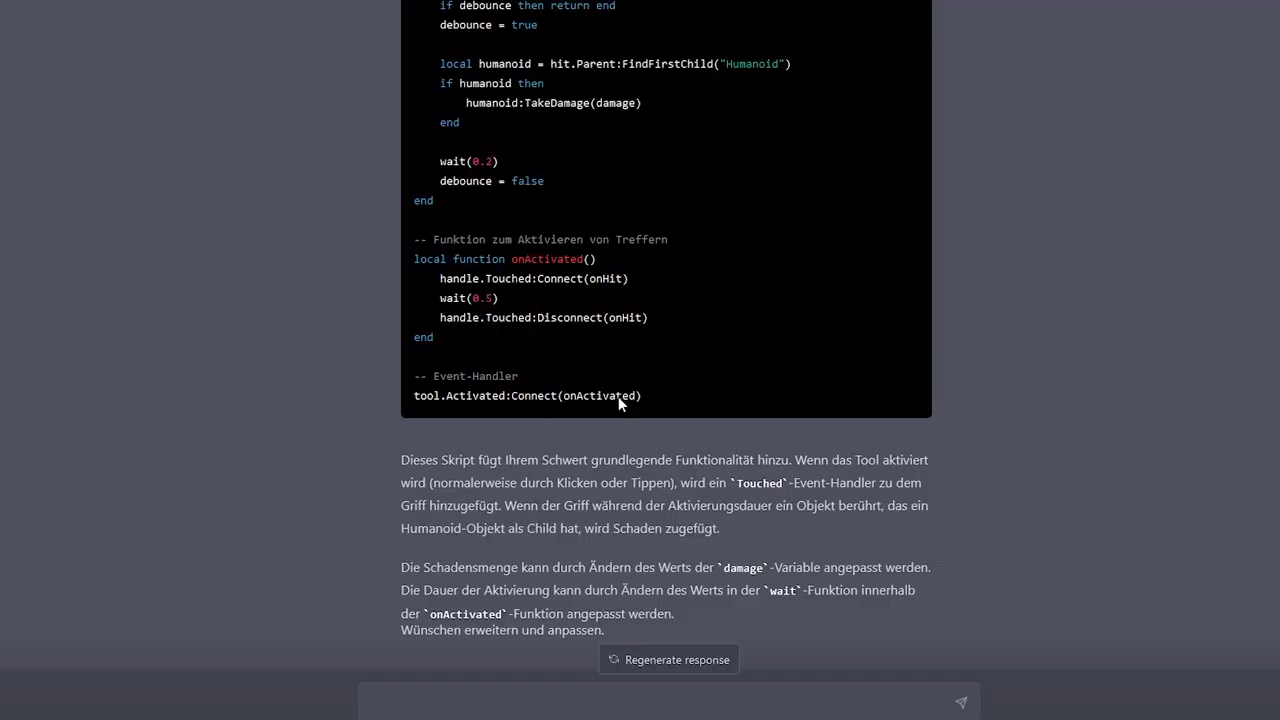 if debounce then return end
debounce = true
local humanoid = hit.Parent:FindFirstChild("Humanoid")
if humanoid then
humanoid:TakeDamage(damage)
end
wait(0.2)
debounce = false
end
-- Funktion zum Aktivieren von Treffern
local function onActivated()
handle.Touched:Connect(onHit)
wait(0.5)
handle.Touched:Disconnect(onHit)
end
-- Event-Handler
tool.Activated:Connect(onActivated)
Dieses Skript fügt Ihrem Schwert grundlegende Funktionalität hinzu. Wenn das Tool aktiviert
wird (normalerweise durch Klicken oder Tippen), wird ein `Touched`-Event-Handler zu dem
Griff hinzugefügt. Wenn der Griff während der Aktivierungsdauer ein Objekt berührt, das ein
Humanoid-Objekt als Child hat, wird Schaden zugefügt.
Die Schadensmenge kann durch Ändern des Werts der `damage`-Variable angepasst werden.
Die Dauer der Aktivierung kann durch Ändern des Werts in der `wait`-Funktion innerhalb
der `onActivated`-Funktion angepasst werden.
Wünschen erweitern und anpassen.
Regenerate response